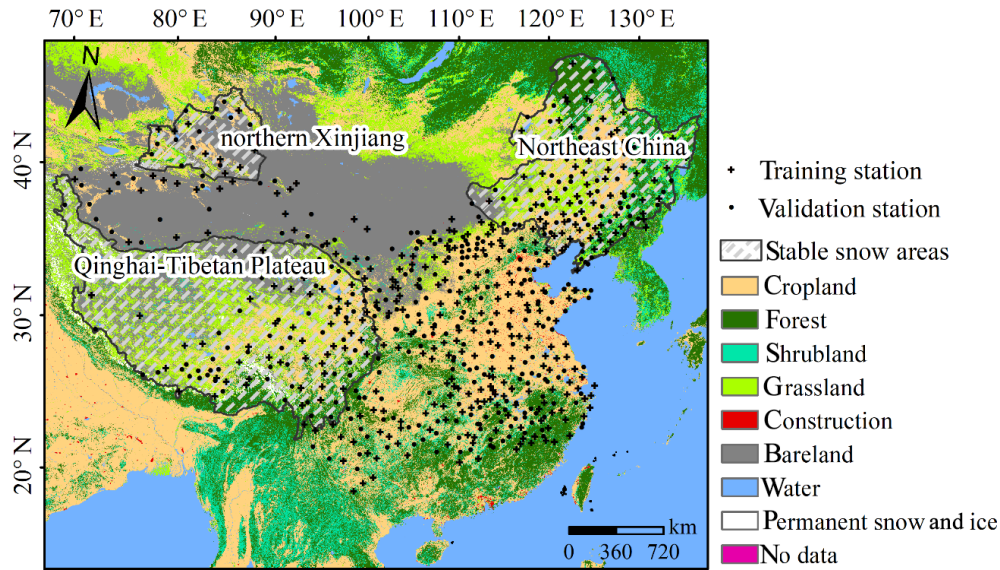 70° E 80° E 90° E 100° E 110° E 120° E 130° E
N
northern Xinjiang
Northeast China
40° N
Qinghai-Tibetan Plateau
30° N
20° N
km
0 360 720
Training station
Validation station
Stable snow areas
Cropland
Forest
Shrubland
Grassland
Construction
Bareland
Water
Permanent snow and ice
No data